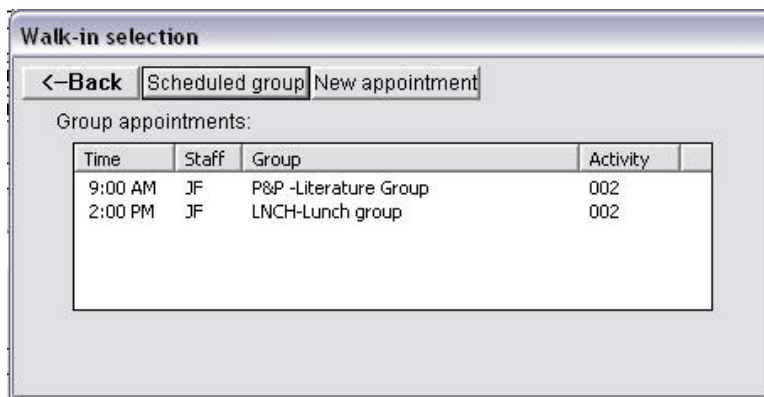 Walk-in selection
<-Back Scheduled group New appointment
Group appointments:
Time Staff Group Activity
9:00 AM JF P&P -Literature Group 002
2:00 PM JF LNCH-Lunch group 002